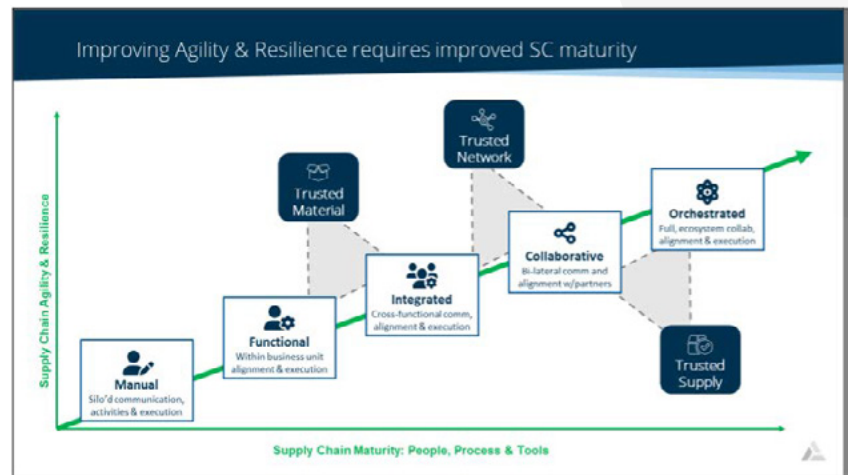 Improving Agility & Resilience requires improved SC maturity
Supply Chain Agility & Resilience
Trusted
Material
Trusted
Network
Orchestrated
Full, ecosystem collab,
alignment & execution
Collaborative
Bi-lateral comm and
alignment w/partners
Integrated
Cross-functional comm,
alignment & execution
Functional
Within business unit
alignment & execution
Manual
Silo'd communication,
activities & execution
Trusted
Supply
Supply Chain Maturity: People, Process & Tools